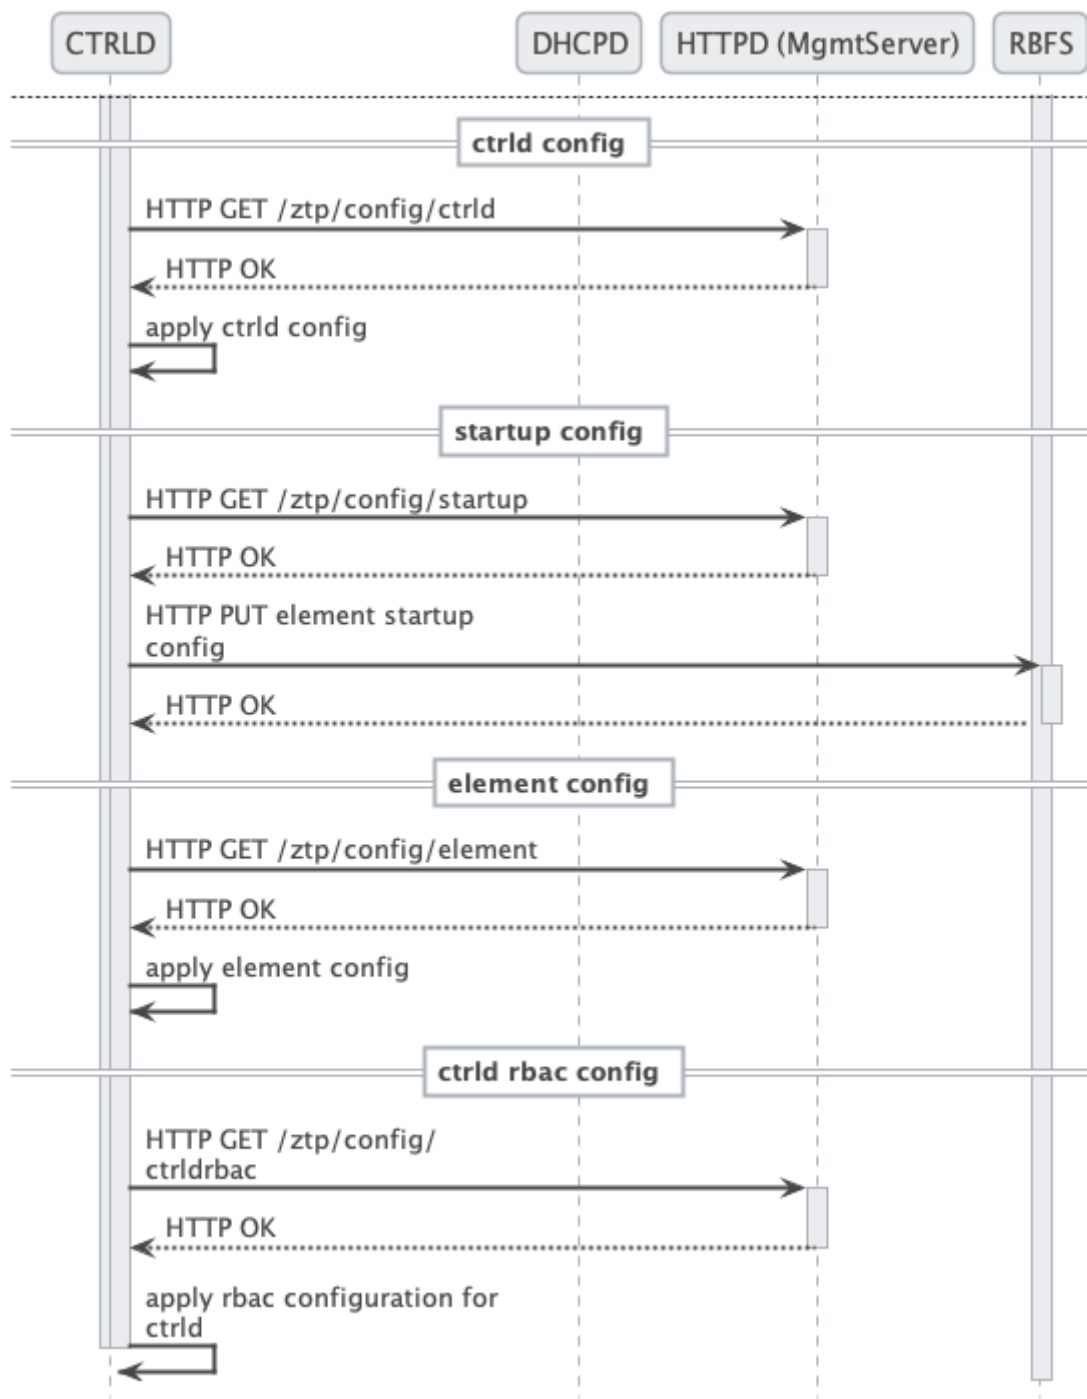 CTRLD DHCPD HTTPD (MgmtServer) RBFS
ctrld config
HTTP GET /ztp/config/ctrld
HTTP OK
apply ctrld config
startup config
HTTP GET /ztp/config/startup
HTTP OK
HTTP PUT element startup
config
HTTP OK
element config
HTTP GET /ztp/config/element
HTTP OK
apply element config
ctrld rbac config
HTTP GET /ztp/config/
ctrldrbac
HTTP OK
apply rbac configuration for
ctrld